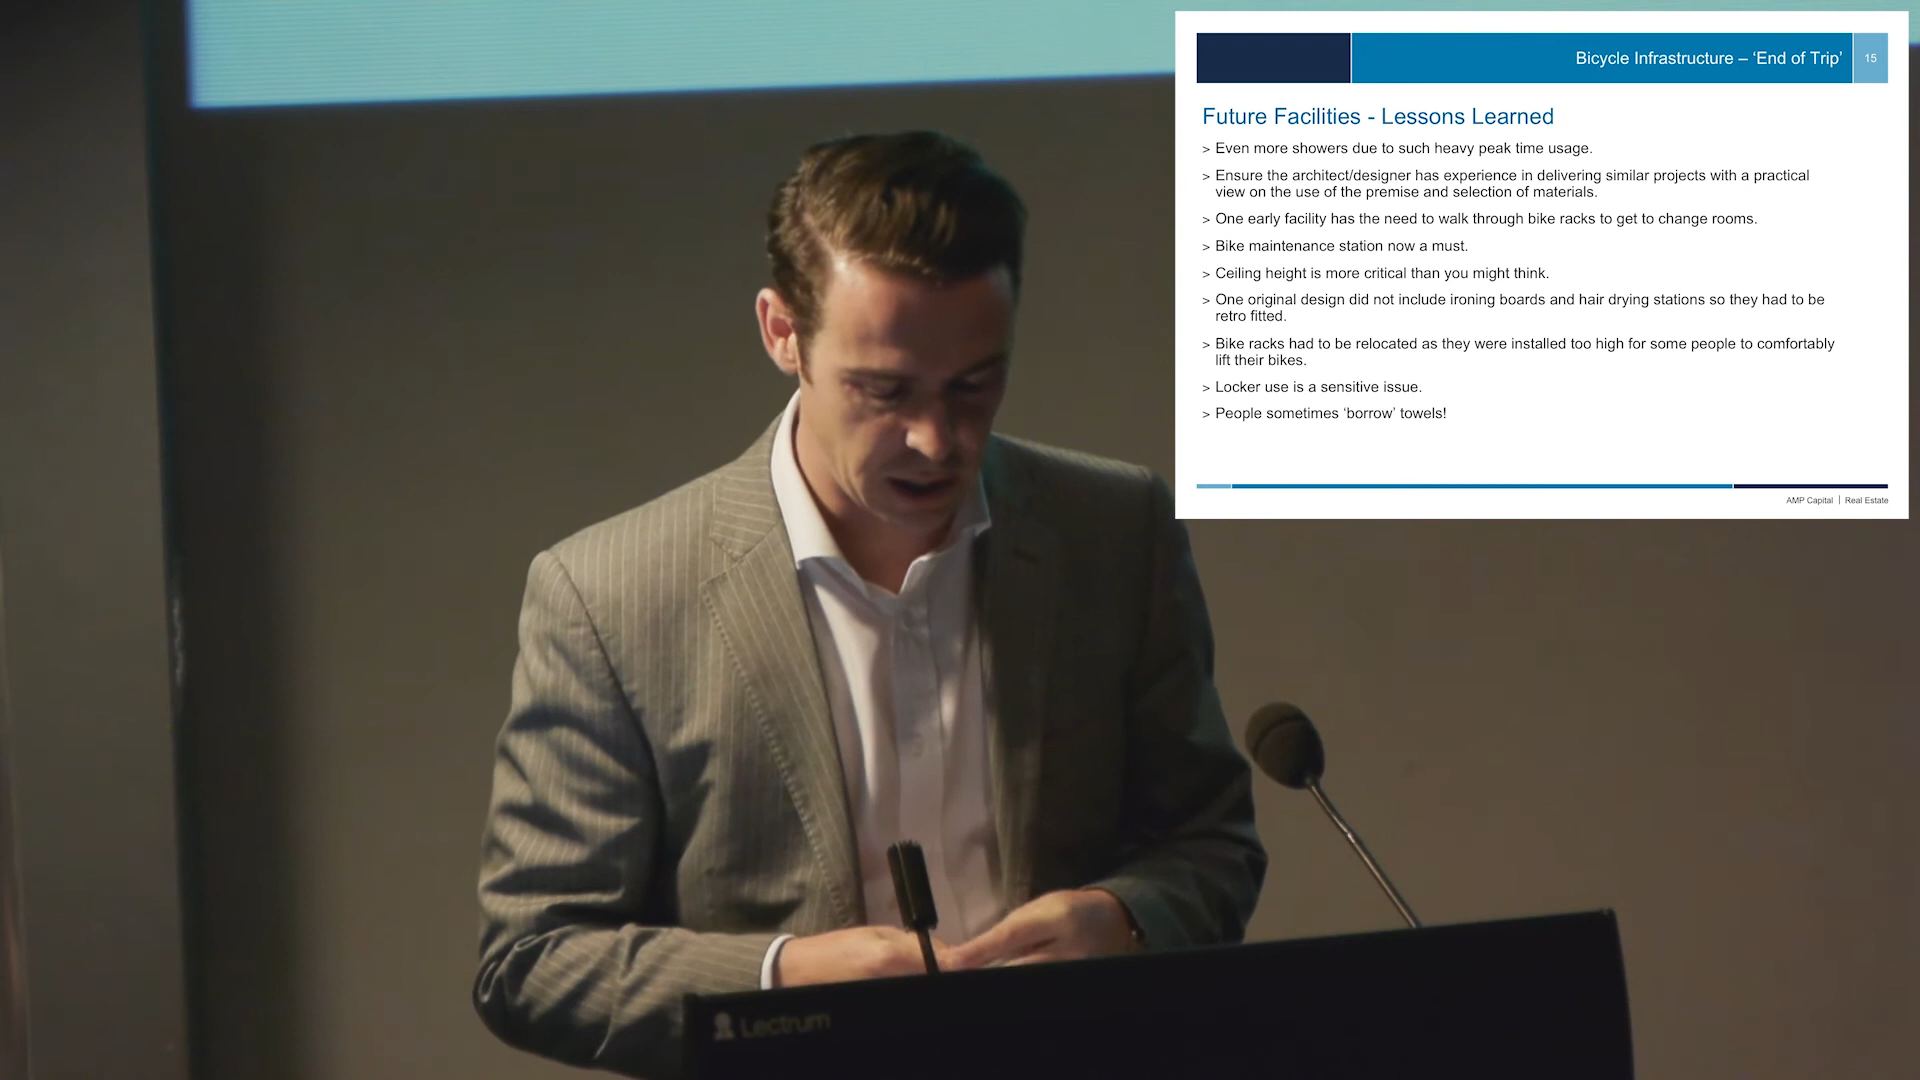 Bicycle Infrastructure – ‘End of Trip’
15
Future Facilities - Lessons Learned
> Even more showers due to such heavy peak time usage.
> Ensure the architect/designer has experience in delivering similar projects with a practical
view on the use of the premise and selection of materials.
> One early facility has the need to walk through bike racks to get to change rooms.
> Bike maintenance station now a must.
> Ceiling height is more critical than you might think.
> One original design did not include ironing boards and hair drying stations so they had to be
retro fitted.
> Bike racks had to be relocated as they were installed too high for some people to comfortably
lift their bikes.
> Locker use is a sensitive issue.
> People sometimes ‘borrow’ towels!
AMP Capital | Real Estate
Lectrum